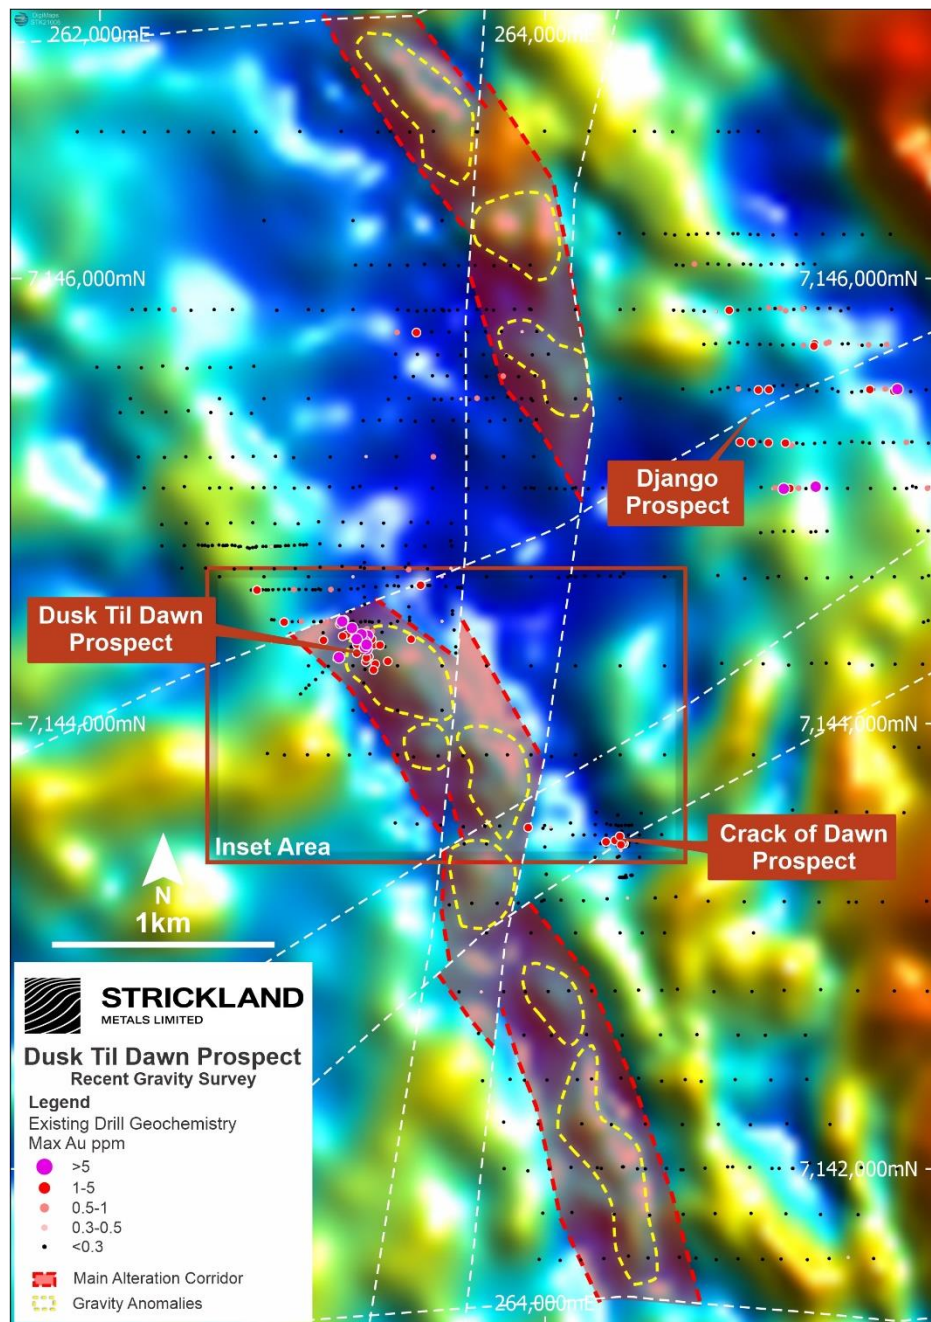 DigiMaps
STK21005
262,000mE
264,000mE
7,146,000mN
7,146,000mN
Django
Prospect
Dusk Til Dawn
Prospect
7,144,000mN
7,144,000mN
Crack of Dawn
Prospect
Inset Area
N
1km
STRICKLAND
METALS LIMITED
Dusk Til Dawn Prospect
Recent Gravity Survey
Legend
Existing Drill Geochemistry
Max Au ppm
>5
1-5
0.5-1
0.3-0.5
<0.3
Main Alteration Corridor
Gravity Anomalies
7,142,000mN
264,000mE